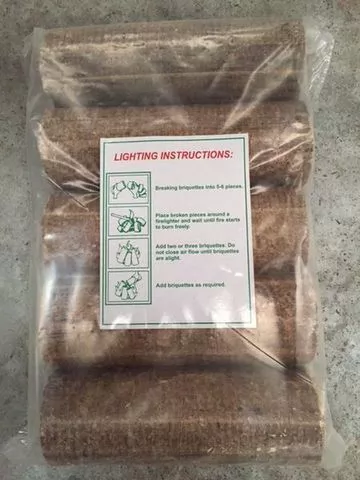 LIGHTING INSTRUCTIONS:
Breaking briquettes into 5-6 pieces.
Place broken pieces around a
firelighter and wait until fire starts
to burn freely.
Add two or three briquettes. Do
not close air flow until briquettes
are alight.
Add briquettes as required.